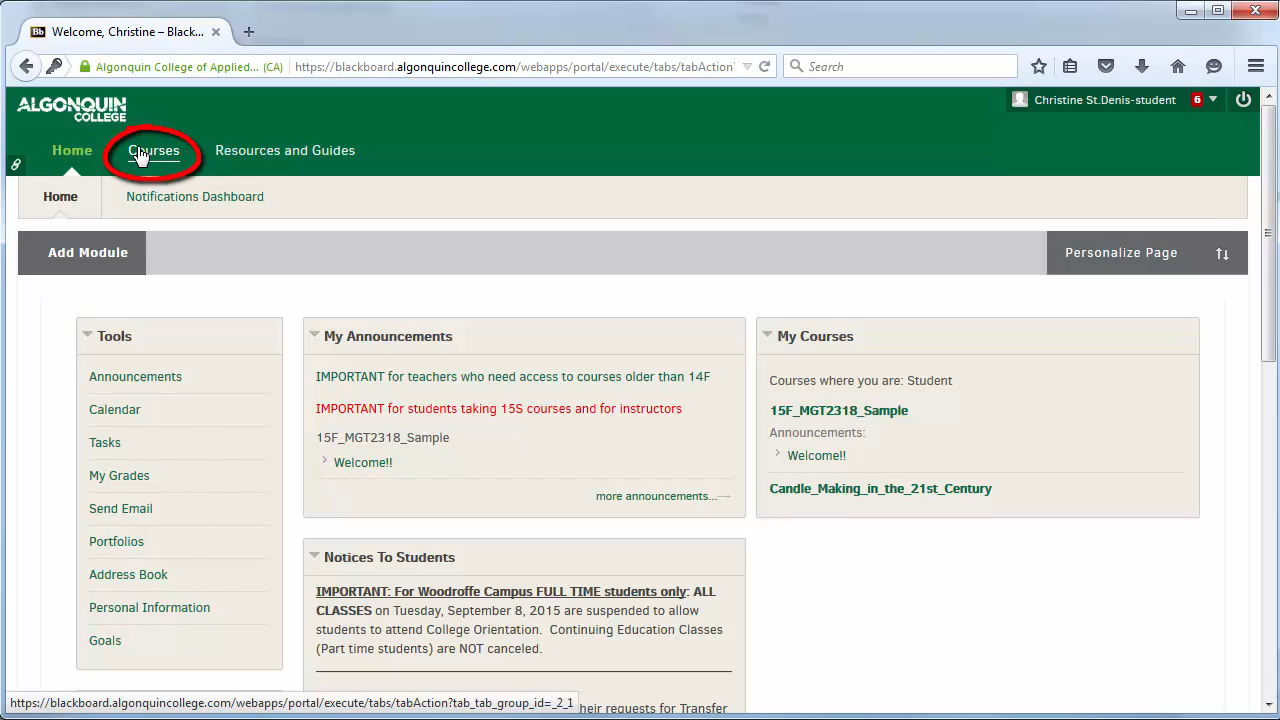 Bb Welcome, Christine – Black...
Algonquin College of Applied... (CA) https://blackboard.algonquincollege.com/webapps/portal/execute/tabs/tabAction Search
ALGONQUIN
COLLEGE
Christine St.Denis-student 6
Home Courses Resources and Guides
Home Notifications Dashboard
Add Module Personalize Page
Tools
Announcements
Calendar
Tasks
My Grades
Send Email
Portfolios
Address Book
Personal Information
Goals
My Announcements
IMPORTANT for teachers who need access to courses older than 14F
IMPORTANT for students taking 15S courses and for instructors
15F_MGT2318_Sample
Welcome!!
more announcements...
Notices To Students
IMPORTANT: For Woodroffe Campus FULL TIME students only: ALL
CLASSES on Tuesday, September 8, 2015 are suspended to allow
students to attend College Orientation. Continuing Education Classes
(Part time students) are NOT canceled.
heir requests for Transfer
My Courses
Courses where you are: Student
15F_MGT2318_Sample
Announcements:
Welcome!!
Candle_Making_in_the_21st_Century
https://blackboard.algonquincollege.com/webapps/portal/execute/tabs/tabAction?tab_tab_group_id=_2_1